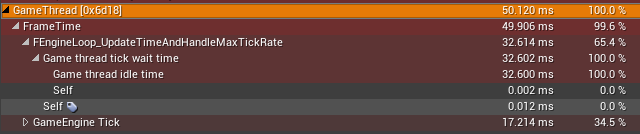 GameThread [0x6d18] 50.120 ms 100.0 %
FrameTime 49.906 ms 99.6 %
FEngineLoop_UpdateTimeAndHandleMaxTickRate 32.614 ms 65.4 %
Game thread tick wait time 32.602 ms 100.0 %
Game thread idle time 32.600 ms 100.0 %
Self 0.002 ms 0.0 %
Self 0.012 ms 0.0 %
GameEngine Tick 17.214 ms 34.5 %